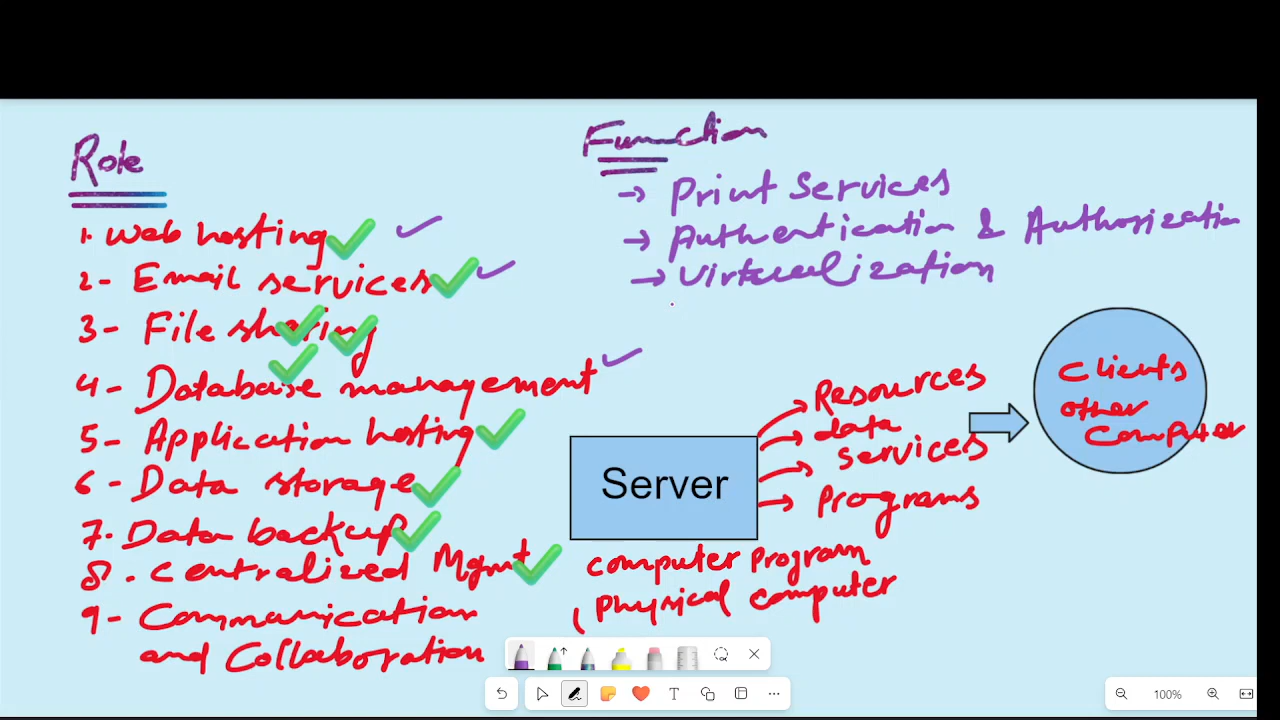 Role
1. Web hosting
2- Email services
3- File sharing
4- Database management
5- Application hosting
6- Data storage
7. Data backup
8. Centralized Mgmt
9- Communication
and Collaboration
Function
→ Print Services
→ Authentication & Authorization
→ Virtualization
Server
Resources
data
services
Programs
Clients
other
Computer
computer program
(Physical computer
100%